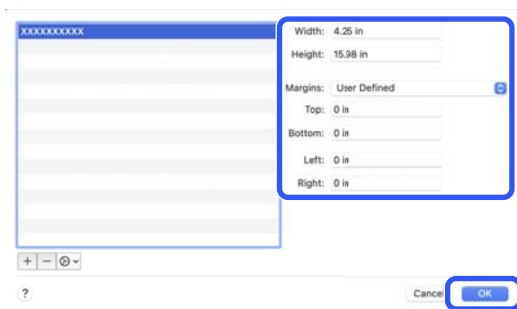 XXXXXXXXXX
Width: 4.25 in
Height: 15.98 in
Margins: User Defined
Top: 0 in
Bottom: 0 in
Left: 0 in
Right: 0 in
+ −
?
Cancel OK